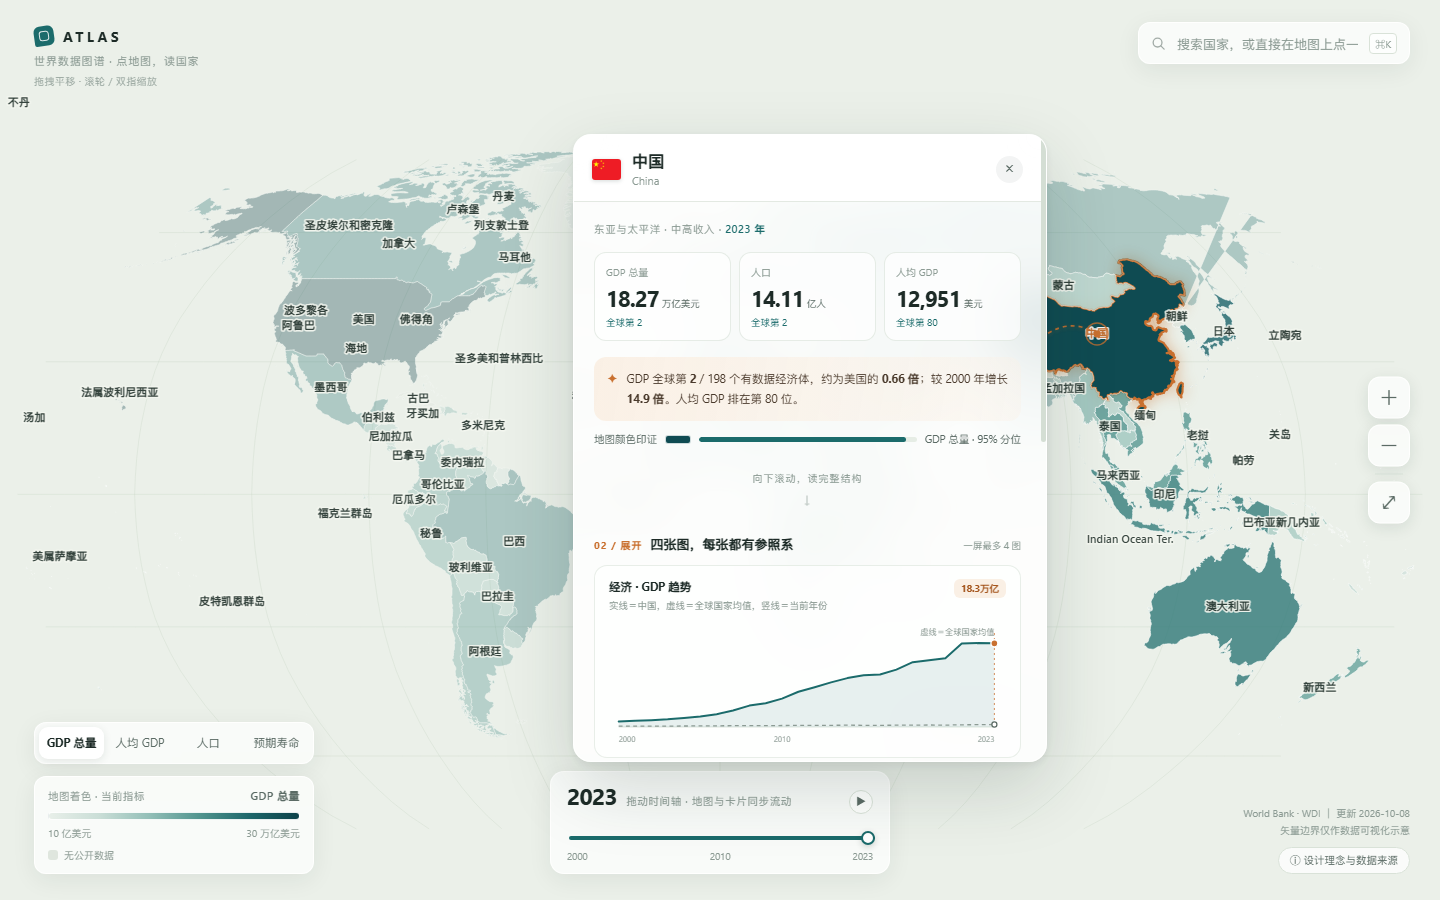 ATLAS
世界数据图谱 · 点地图，读国家
拖拽平移 · 滚轮 / 双指缩放
搜索国家，或直接在地图上点一
⌘K
不丹
丹麦
卢森堡
圣皮埃尔和密克隆
列支敦士登
加拿大
马耳他
波多黎各
阿鲁巴
美国
佛得角
海地
圣多美和普林西比
法属波利尼西亚
墨西哥
古巴
汤加
伯利兹
牙买加
尼加拉瓜
多米尼克
巴拿马
委内瑞拉
哥伦比亚
厄瓜多尔
福克兰群岛
秘鲁
巴西
美属萨摩亚
玻利维亚
皮特凯恩群岛
巴拉圭
阿根廷
中国
China
×
东亚与太平洋 · 中高收入 · 2023 年
GDP 总量
18.27 万亿美元
全球第 2
人口
14.11 亿人
全球第 2
人均 GDP
12,951 美元
全球第 80
✦ GDP 全球第 2 / 198 个有数据经济体，约为美国的 0.66 倍；较 2000 年增长
14.9 倍。人均 GDP 排在第 80 位。
地图颜色印证
GDP 总量 · 95% 分位
向下滚动，读完整结构
↓
02 / 展开 四张图，每张都有参照系
一屏最多 4 图
经济 · GDP 趋势
18.3万亿
实线＝中国，虚线＝全球国家均值，竖线＝当前年份
虚线＝全球国家均值
2000
2010
2023
蒙古
中国
朝鲜
日本
立陶宛
孟加拉国
缅甸
泰国
老挝
关岛
帕劳
马来西亚
印尼
巴布亚新几内亚
Indian Ocean Ter.
澳大利亚
新西兰
GDP 总量
人均 GDP
人口
预期寿命
地图着色 · 当前指标
GDP 总量
10 亿美元
30 万亿美元
无公开数据
2023 拖动时间轴 · 地图与卡片同步流动
2000
2010
2023
World Bank · WDI ｜ 更新 2026-10-08
矢量边界仅作数据可视化示意
ⓘ 设计理念与数据来源